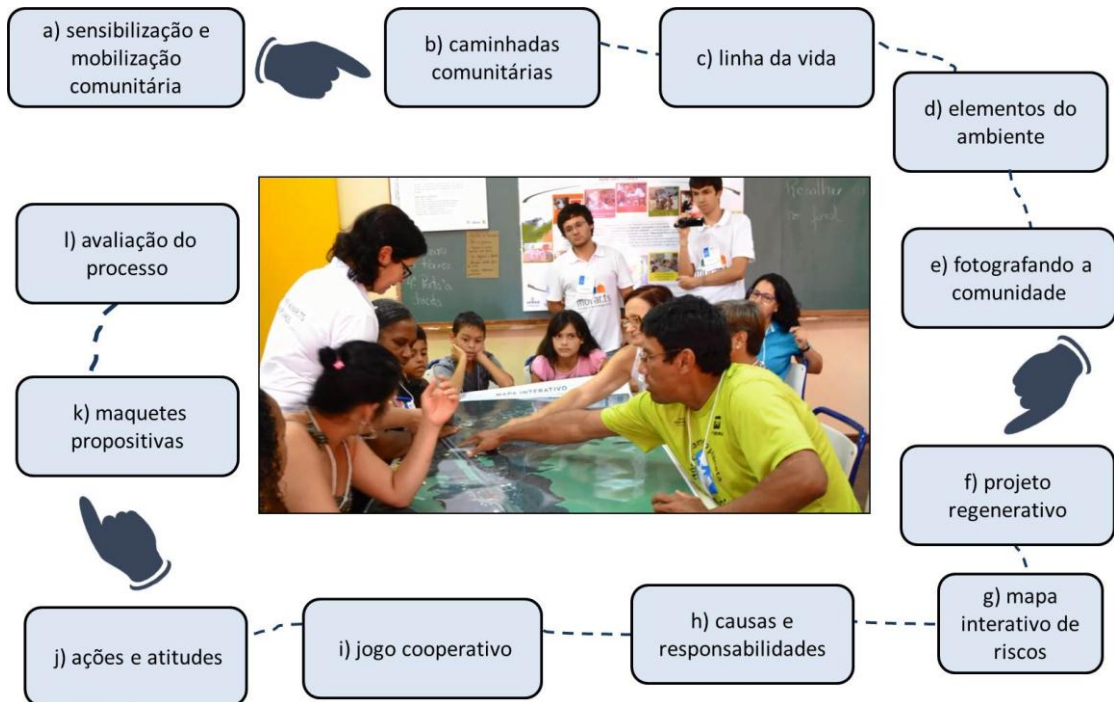 a) sensibilização e
mobilização
comunitária
b) caminhadas
comunitárias
c) linha da vida
d) elementos do
ambiente
e) fotografando a
comunidade
f) projeto
regenerativo
g) mapa
interativo de
riscos
h) causas e
responsabilidades
i) jogo cooperativo
j) ações e atitudes
k) maquetes
propositivas
l) avaliação do
processo
MAPA INTERATIVO